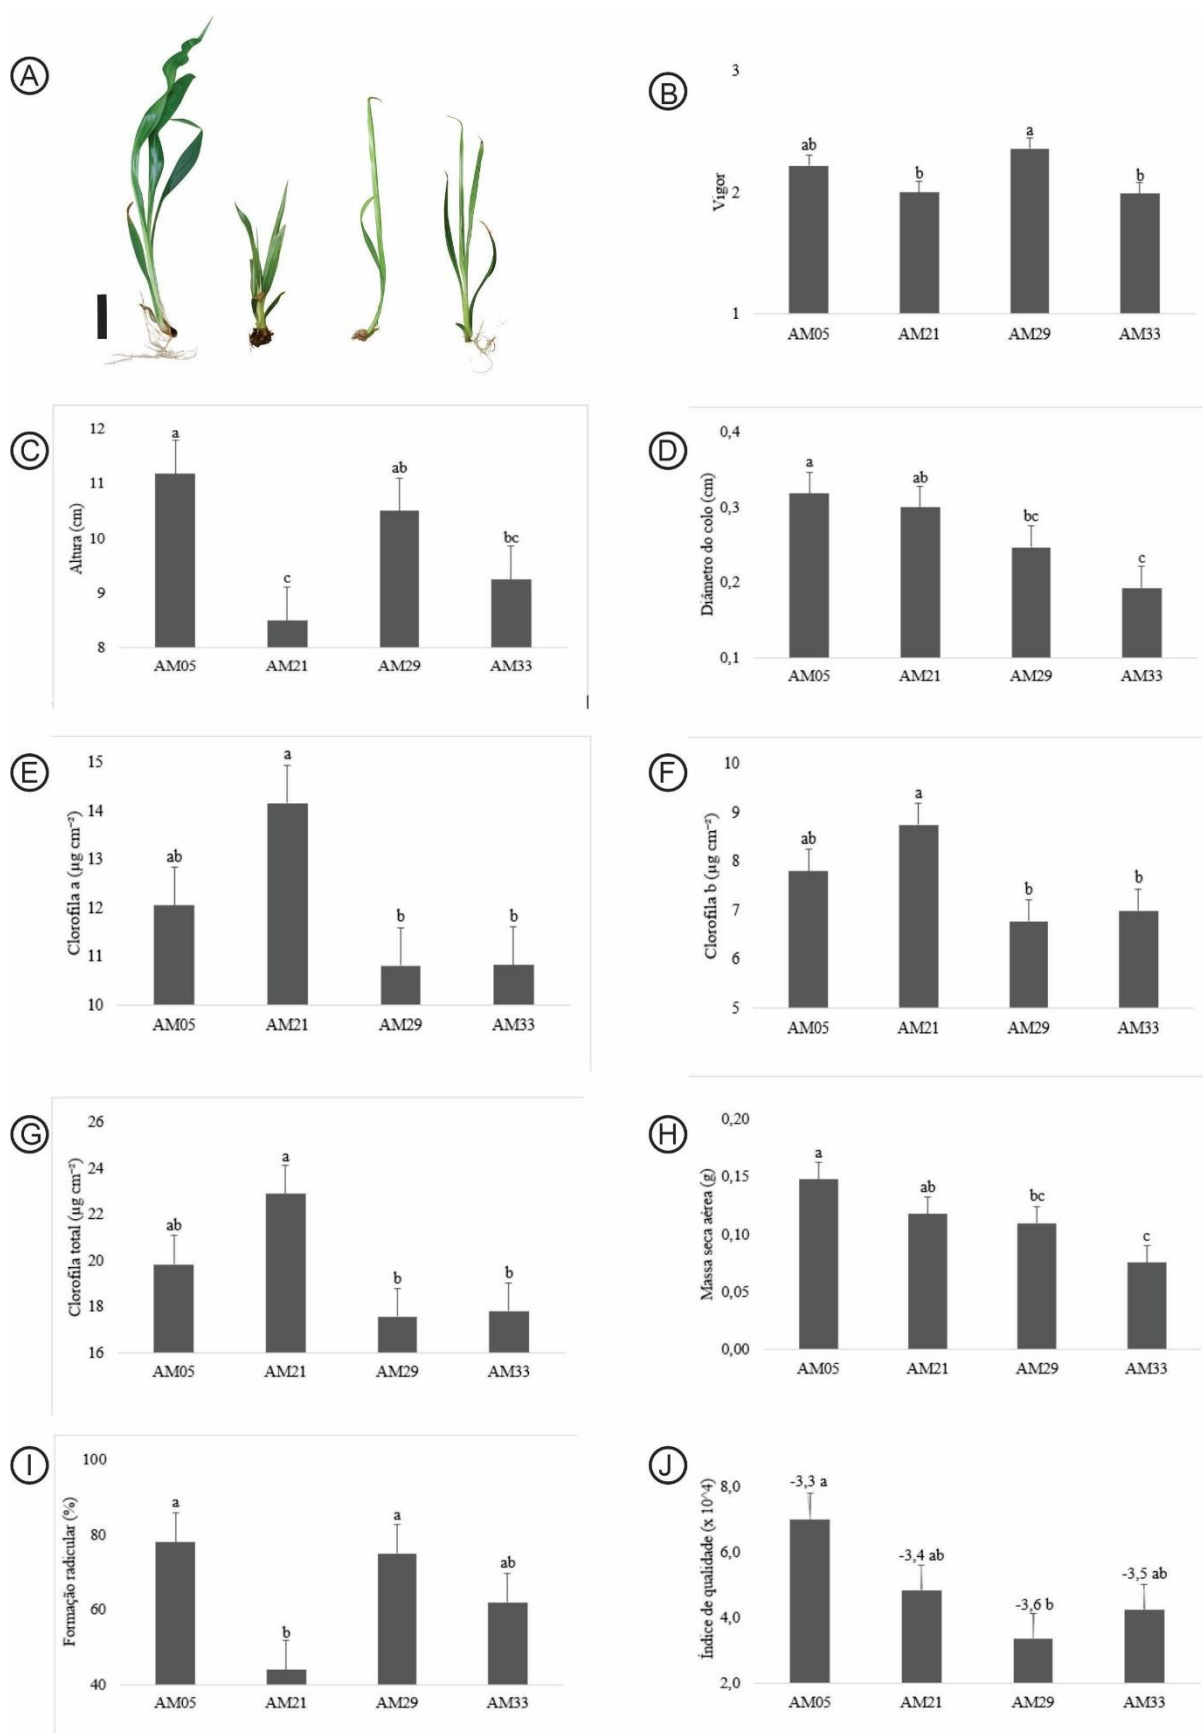 A
B
Vigor
3
2
1
ab
b
a
b
AM05 AM21 AM29 AM33
C
Altura (cm)
12
11
10
9
8
a
c
ab
bc
AM05 AM21 AM29 AM33
D
Diâmetro do colo (cm)
0,4
0,3
0,2
0,1
a
ab
bc
c
AM05 AM21 AM29 AM33
E
Clorofila a (µg cm⁻²)
15
14
13
12
11
10
ab
a
b
b
AM05 AM21 AM29 AM33
F
Clorofila b (µg cm⁻²)
10
9
8
7
6
5
ab
a
b
b
AM05 AM21 AM29 AM33
G
Clorofila total (µg cm⁻²)
26
24
22
20
18
16
ab
a
b
b
AM05 AM21 AM29 AM33
H
Massa seca aérea (g)
0,20
0,15
0,10
0,05
0,00
a
ab
bc
c
AM05 AM21 AM29 AM33
I
Formação radicular (%)
100
80
60
40
a
b
a
ab
AM05 AM21 AM29 AM33
J
Índice de qualidade (x 10^4)
8,0
6,0
4,0
2,0
-3,3 a
-3,4 ab
-3,6 b
-3,5 ab
AM05 AM21 AM29 AM33